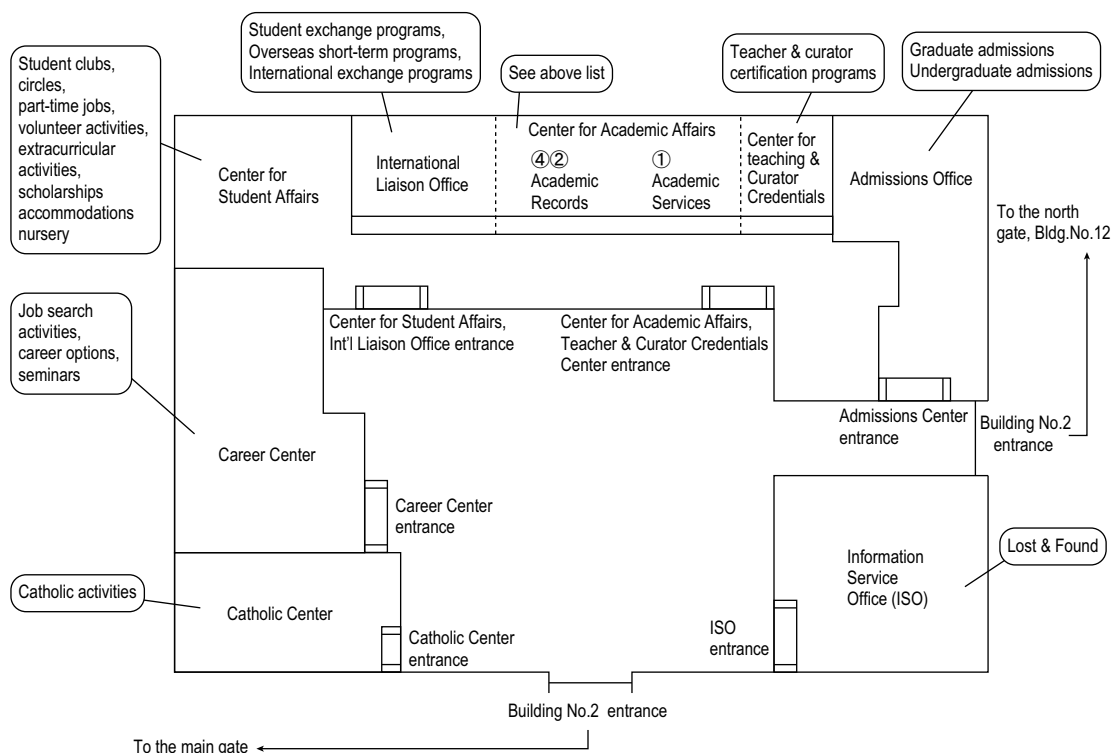 Student clubs,
circles,
part-time jobs,
volunteer activities,
extracurricular
activities,
scholarships
accommodations
nursery
Student exchange programs,
Overseas short-term programs,
International exchange programs
See above list
Teacher & curator
certification programs
Graduate admissions
Undergraduate admissions
Center for
Student Affairs
International
Liaison Office
Center for Academic Affairs
④②
Academic
Records
①
Academic
Services
Center for
teaching &
Curator
Credentials
Admissions Office
To the north
gate, Bldg.No.12
Job search
activities,
career options,
seminars
Center for Student Affairs,
Int'l Liaison Office entrance
Center for Academic Affairs,
Teacher & Curator Credentials
Center entrance
Admissions Center
entrance
Building No.2
entrance
Career Center
Career Center
entrance
Information
Service
Office (ISO)
Lost & Found
Catholic activities
Catholic Center
Catholic Center
entrance
ISO
entrance
Building No.2 entrance
To the main gate